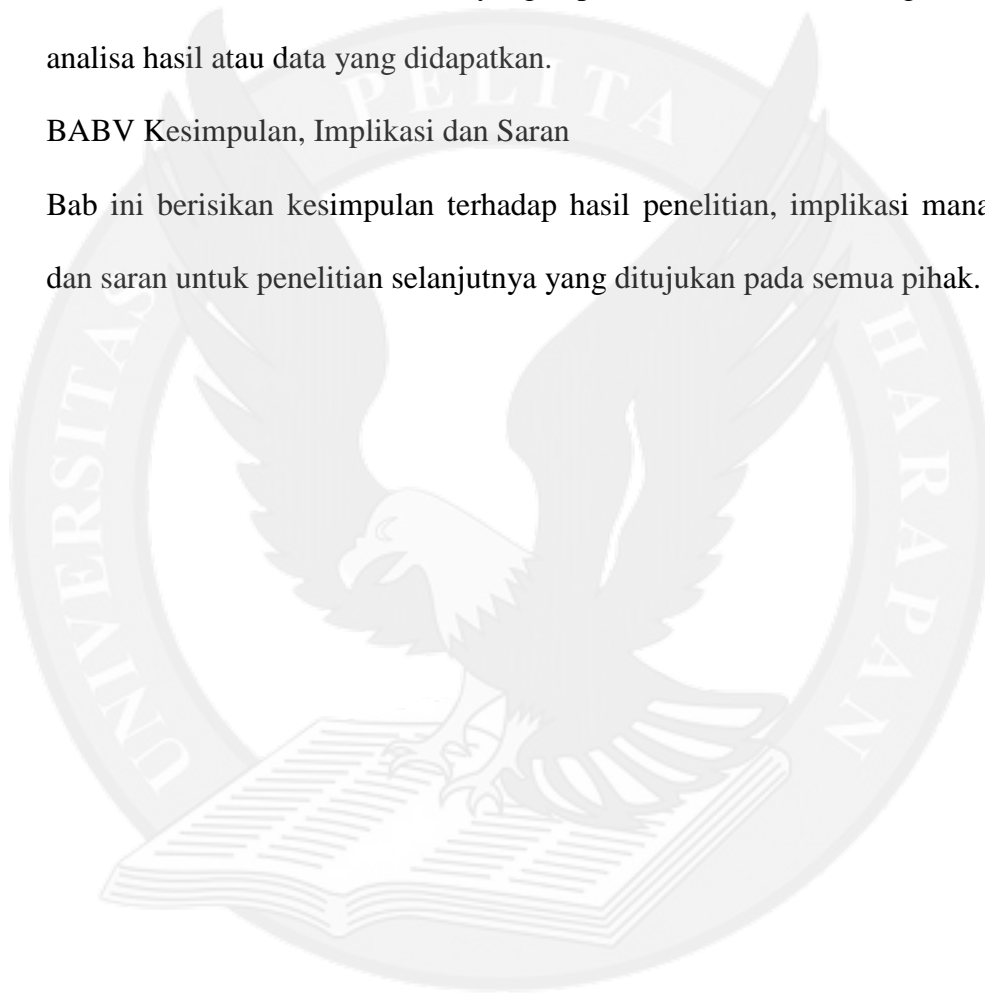 analisa hasil atau data yang didapatkan.
BABV Kesimpulan, Implikasi dan Saran
Bab ini berisikan kesimpulan terhadap hasil penelitian, implikasi
dan saran untuk penelitian selanjutnya yang ditujukan pada semua pihak.
UNIVERSITAS PELITA HARAPAN